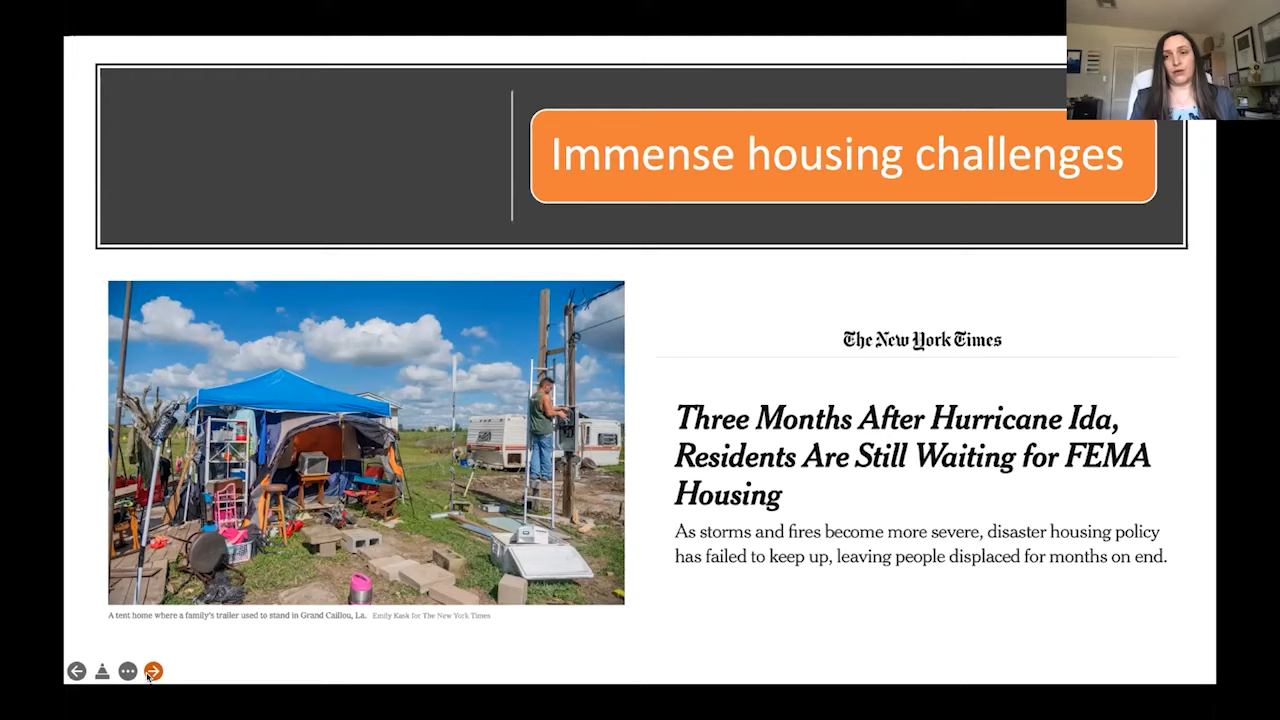 Immense housing challenges
The New York Times
Three Months After Hurricane Ida,
Residents Are Still Waiting for FEMA
Housing
As storms and fires become more severe, disaster housing policy
has failed to keep up, leaving people displaced for months on end.
A tent home where a family's trailer used to stand in Grand Caillou, La. Emily Kask for The New York Times